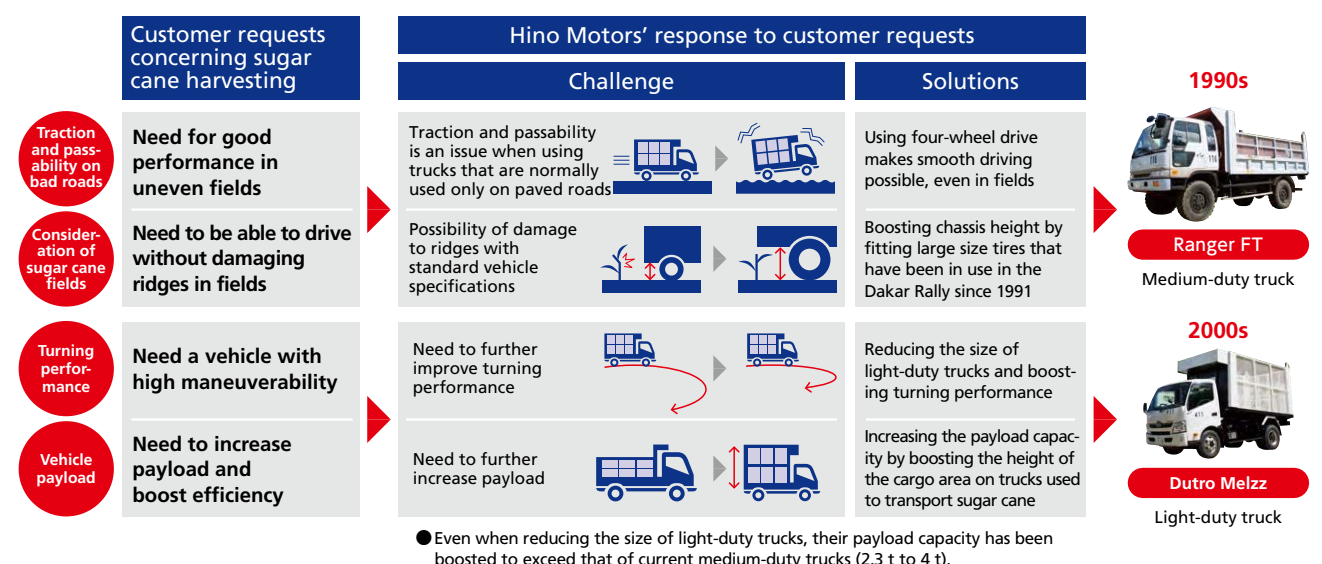 Customer requests
concerning sugar
cane harvesting
Hino Motors’ response to customer requests
Challenge
Solutions
Traction
and pass-
ability on
bad roads
Need for good
performance in
uneven fields
Traction and passability
is an issue when using
trucks that are normally
used only on paved roads
Using four-wheel drive
makes smooth driving
possible, even in fields
Consider-
ation of
sugar cane
fields
Need to be able to drive
without damaging
ridges in fields
Possibility of damage
to ridges with
standard vehicle
specifications
Boosting chassis height by
fitting large size tires that
have been in use in the
Dakar Rally since 1991
1990s
116
116
Ranger FT
Medium-duty truck
Turning
perfor-
mance
Need a vehicle with
high maneuverability
Need to further
improve turning
performance
Reducing the size of
light-duty trucks and boost-
ing turning performance
Vehicle
payload
Need to increase
payload and
boost efficiency
Need to further
increase payload
Increasing the payload capac-
ity by boosting the height of
the cargo area on trucks used
to transport sugar cane
2000s
Dutro Melzz
Light-duty truck
●Even when reducing the size of light-duty trucks, their payload capacity has been
boosted to exceed that of current medium-duty trucks (2.3 t to 4 t).